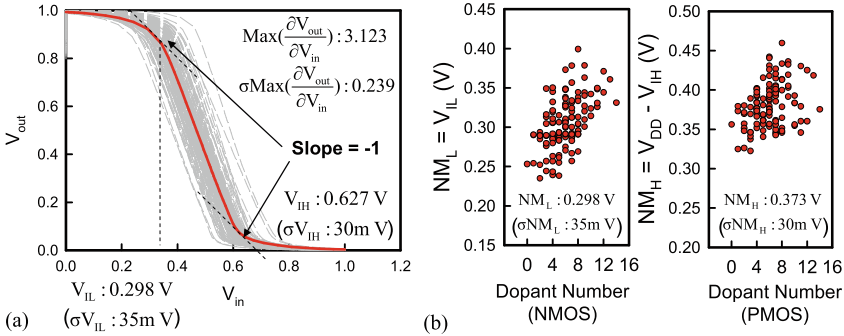 (a)
V_out
1.0
0.8
0.6
0.4
0.2
0.0
0.0 0.2 0.4 0.6 0.8 1.0 1.2
V_in
Max(∂V_out/∂V_in):3.123
σMax(∂V_out/∂V_in):0.239
Slope = -1
V_IH:0.627 V
(σV_IH:30m V)
V_IL:0.298 V
(σV_IL:35m V)
(b)
NM_L = V_IL (V)
0.45
0.40
0.35
0.30
0.25
0.20
0.15
NM_L:0.298 V
(σNM_L:35m V)
0 4 8 12 16
Dopant Number
(NMOS)
NM_H = V_DD - V_IH (V)
0.50
0.45
0.40
0.35
0.30
0.25
0.20
NM_H:0.373 V
(σNM_H:30m V)
0 4 8 12 16
Dopant Number
(PMOS)